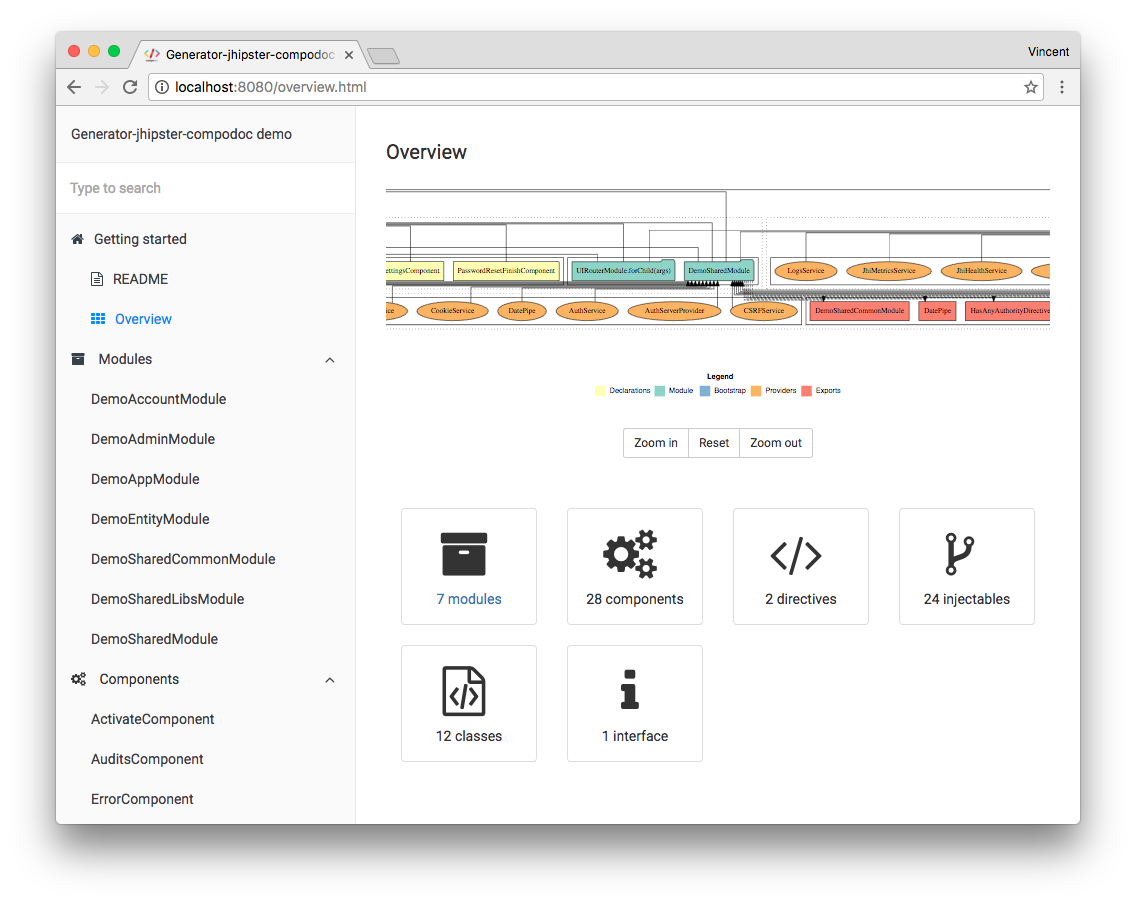 Generator-jhipster-compodoc
Vincent
localhost:8080/overview.html
Generator-jhipster-compodoc demo
Type to search
Getting started
README
Overview
Modules
DemoAccountModule
DemoAdminModule
DemoAppModule
DemoEntityModule
DemoSharedCommonModule
DemoSharedLibsModule
DemoSharedModule
Components
ActivateComponent
AuditsComponent
ErrorComponent
Overview
ettingsComponent PasswordResetFinishComponent UIRouterModule.forChild(args) DemoSharedModule LogsService JhiMetricsService JhiHealthService
ce CookieService DatePipe AuthService AuthServerProvider CSRFService DemoSharedCommonModule DatePipe HasAnyAuthorityDirective
Legend
Declarations Module Bootstrap Providers Exports
Zoom in Reset Zoom out
7 modules 28 components 2 directives 24 injectables
12 classes 1 interface